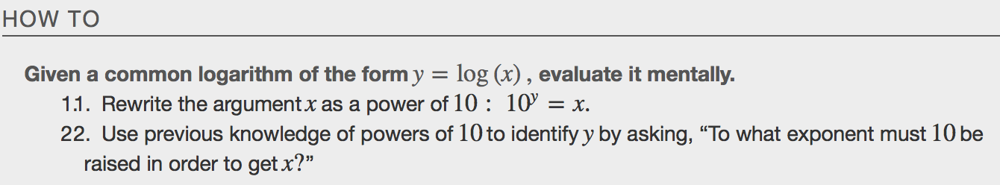 HOW TO
Given a common logarithm of the form y = log (x) , evaluate it mentally.
1.1. Rewrite the argument x as a power of 10 : 10^y = x.
22. Use previous knowledge of powers of 10 to identify y by asking, “To what exponent must 10 be
raised in order to get x?”